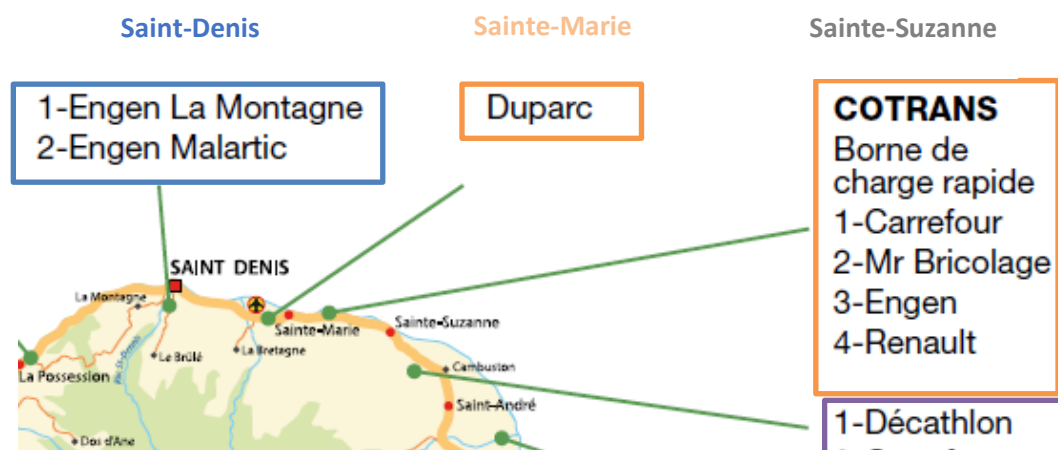 Saint-Denis
Sainte-Marie
Sainte-Suzanne
1-Engen La Montagne
2-Engen Malartic
Duparc
COTRANS
Borne de
charge rapide
1-Carrefour
2-Mr Bricolage
3-Engen
4-Renault
1-Décathlon
SAINT DENIS
La Montagne
Sainte-Marie
Sainte-Suzanne
Le Brûlé
La Bretagne
La Possession
Cambuston
Saint-André
Dos d'Ane